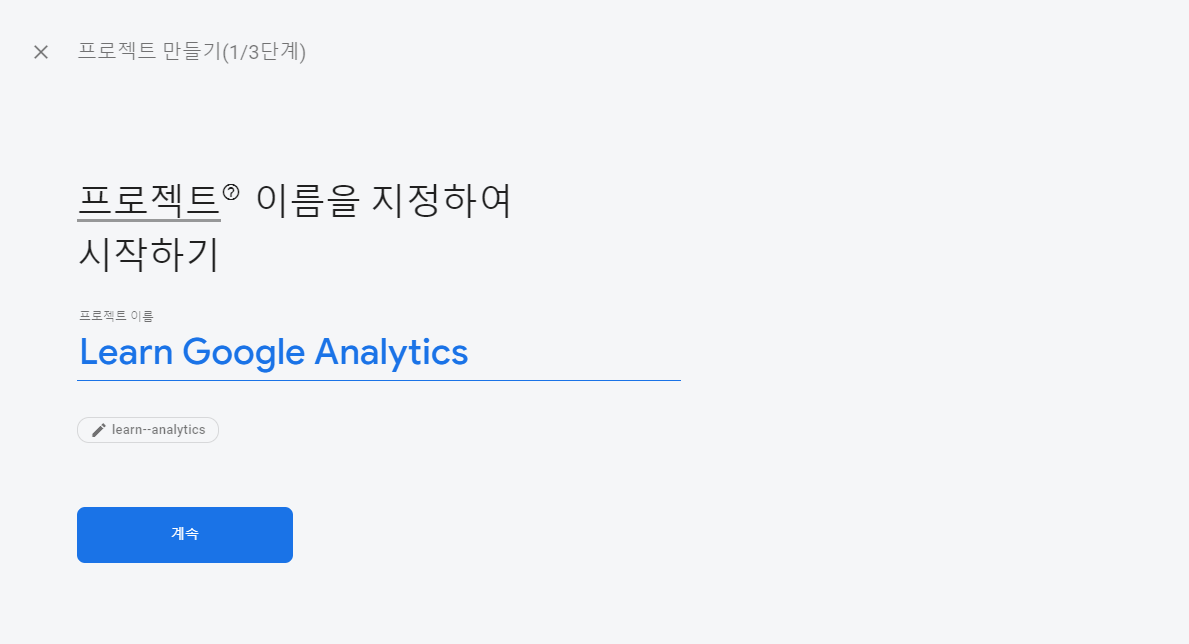 프로젝트 만들기(1/3단계)
프로젝트 이름을 지정하여
시작하기
프로젝트 이름
Learn Google Analytics
learn--analytics
계속